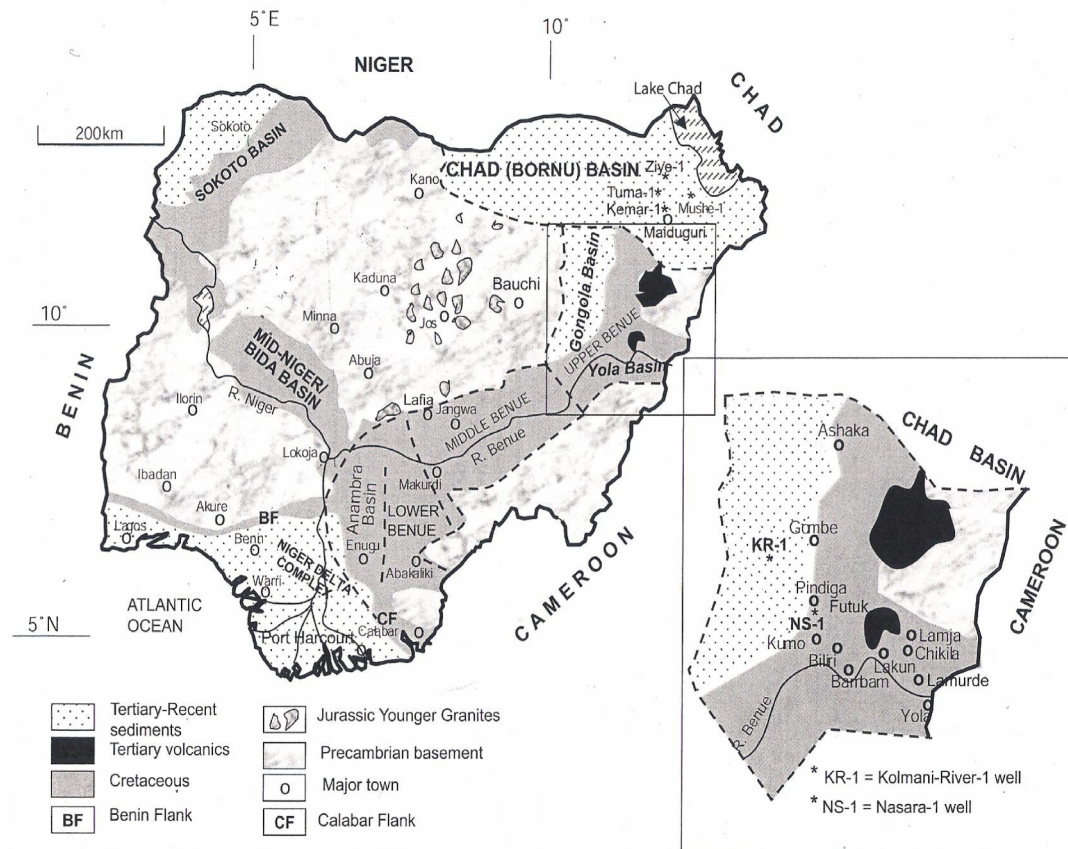 5˚E
10˚
NIGER
CHAD
Lake Chad
200km
Sokoto
SOKOTO BASIN
CHAD (BORNU) BASIN
Ziye-1
Tuma-1*
Kemar-1*
Mushe-1
Maiduguri
Kano
Gongola Basin
Kaduna
Bauchi
Jos
Minna
10˚
UPPER BENUE
Yola Basin
MID-NIGER/
BIDA BASIN
Abuja
BENIN
Ilorin
R. Niger
Lafia
Jangwa
MIDDLE BENUE
R. Benue
Lokoja
Makurdi
Ibadan
Akure
BF
Anambra
Basin
LOWER
BENUE
Lagos
Benin
Enugu
Abakaliki
NIGER DELTA
COMPLEX
Warri
ATLANTIC
OCEAN
CF
Calabar
Port Harcourt
5˚N
CAMEROON
Ashaka
CHAD BASIN
Gombe
KR-1
*
CAMEROON
Pindiga
*
Futuk
NS-1
Kumo
Lamja
Chikila
Lakun
Bambam
Lamurde
Yola
R. Benue
* KR-1 = Kolmani-River-1 well
* NS-1 = Nasara-1 well
Tertiary-Recent
sediments
Tertiary volcanics
Cretaceous
BF Benin Flank
Jurassic Younger Granites
Precambrian basement
Major town
CF Calabar Flank